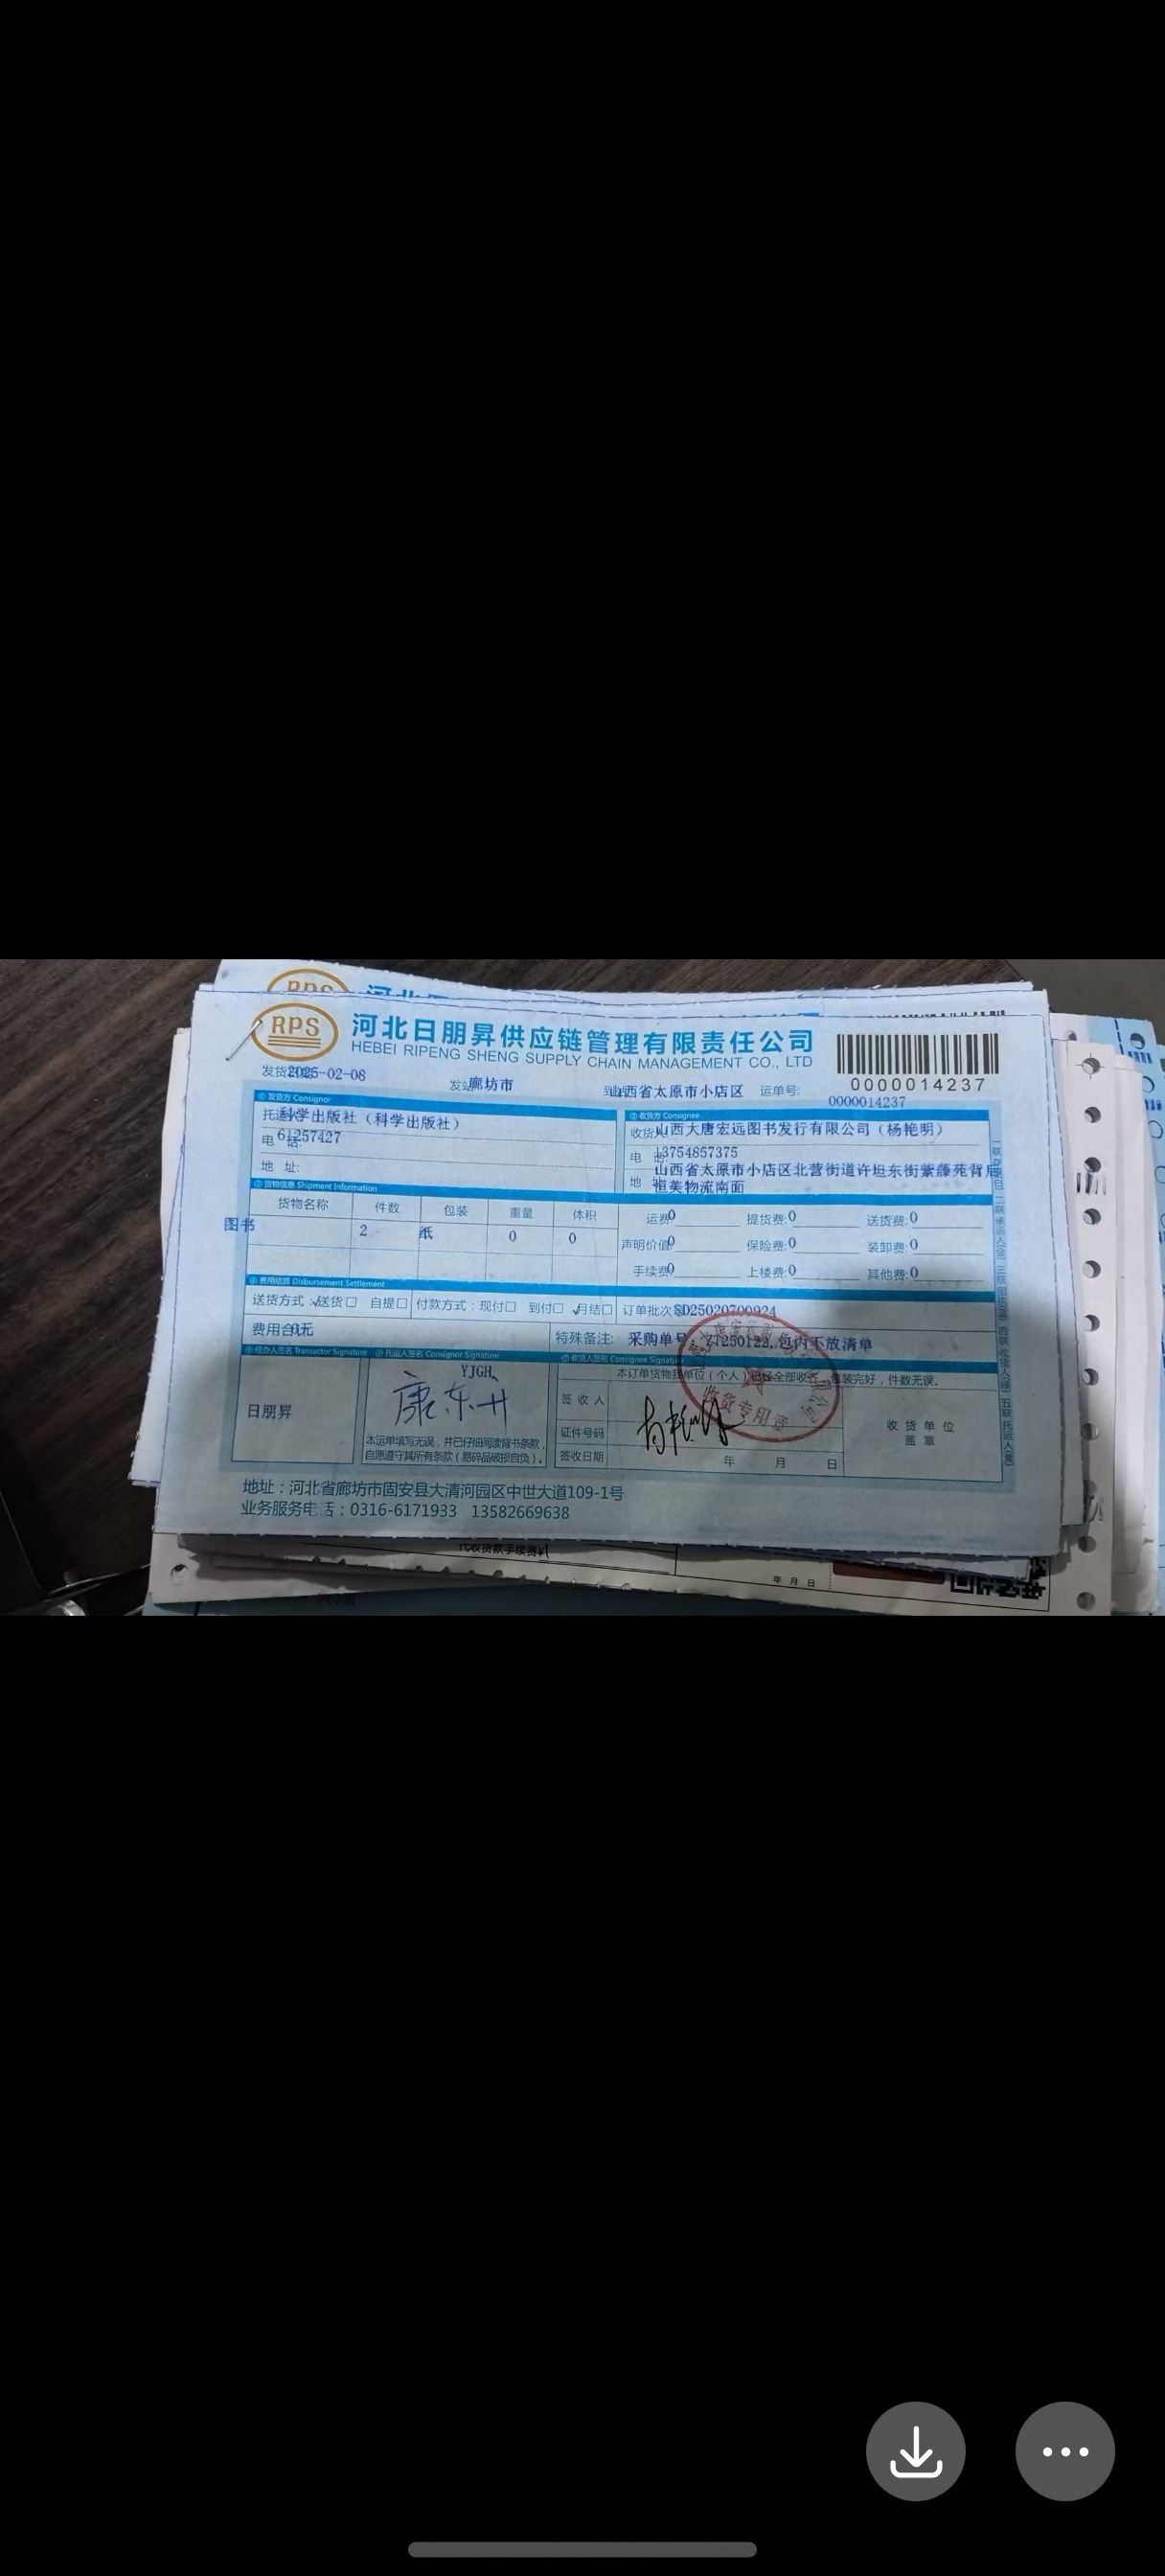 RPS
河北日朋昇供应链管理有限责任公司
HEBEI RIPENG SHENG SUPPLY CHAIN MANAGEMENT CO., LTD
0000014237
发货 2025-02-08 发站 廊坊市 山西省太原市小店区 运单号: 0000014237
① 发货方 Consignor
科学出版社（科学出版社）
电 话: 61257427
地 址:
② 收货方 Consignee
收货人 山西大唐宏远图书发行有限公司（杨艳明）
电 话: 13754857375
地 山西省太原市小店区北营街道许坦东街紫藤苑背后
恒美物流南面
③ 货物信息 Shipment Information
货物名称 件数 包装 重量 体积
图书 2 纸 0 0
运费 0 提货费:0 送货费:0
声明价值 0 保险费:0 装卸费:0
手续费 0 上楼费:0 其他费:0
④ 费用结算 Disbursement Settlement
送货方式:✓送货□ 自提□ 付款方式:现付□ 到付□ ✓月结□ 订单批次 SD25020700924
费用合 0元 特殊备注: 采购单号 ZT250122,包内不放清单
⑤ 经办人签名 Transactor Signature ⑥ 托运人签名 Consignor Signature ⑦ 收货人签名 Consignee Signature
日朋昇
YJGH
康东升
本运单填写无误，并已仔细阅读背书条款，
自愿遵守其所有条款（易碎品破损自负）。
本订单货物我单位（个人）已经全部收讫，包装完好，件数无误。
签 收 人
证件号码
签收日期 年 月 日
收货专用章
收 货 单 位
盖 章
地址：河北省廊坊市固安县大清河园区中世大道109-1号
业务服务电话：0316-6171933 13582669638
代收货款手续费¥
年 月 日